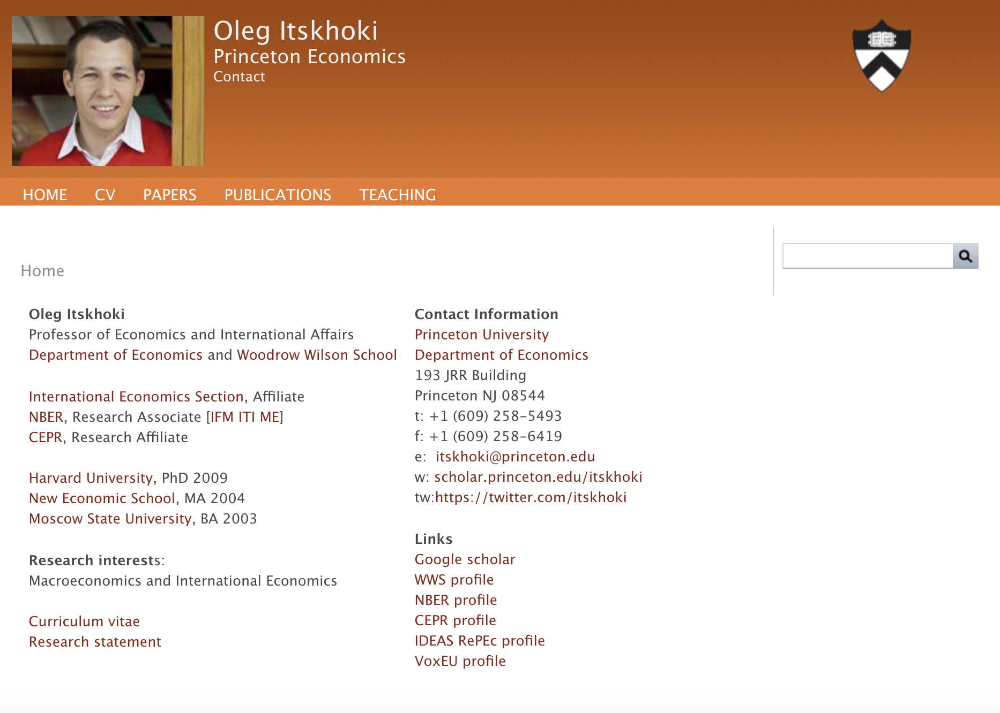 Oleg Itskhoki
Princeton Economics
Contact
HOME CV PAPERS PUBLICATIONS TEACHING
Home
Oleg Itskhoki
Professor of Economics and International Affairs
Department of Economics and Woodrow Wilson School
International Economics Section, Affiliate
NBER, Research Associate [IFM ITI ME]
CEPR, Research Affiliate
Harvard University, PhD 2009
New Economic School, MA 2004
Moscow State University, BA 2003
Research interests:
Macroeconomics and International Economics
Curriculum vitae
Research statement
Contact Information
Princeton University
Department of Economics
193 JRR Building
Princeton NJ 08544
t: +1 (609) 258-5493
f: +1 (609) 258-6419
e: itskhoki@princeton.edu
w: scholar.princeton.edu/itskhoki
tw:https://twitter.com/itskhoki
Links
Google scholar
WWS profile
NBER profile
CEPR profile
IDEAS RePEc profile
VoxEU profile